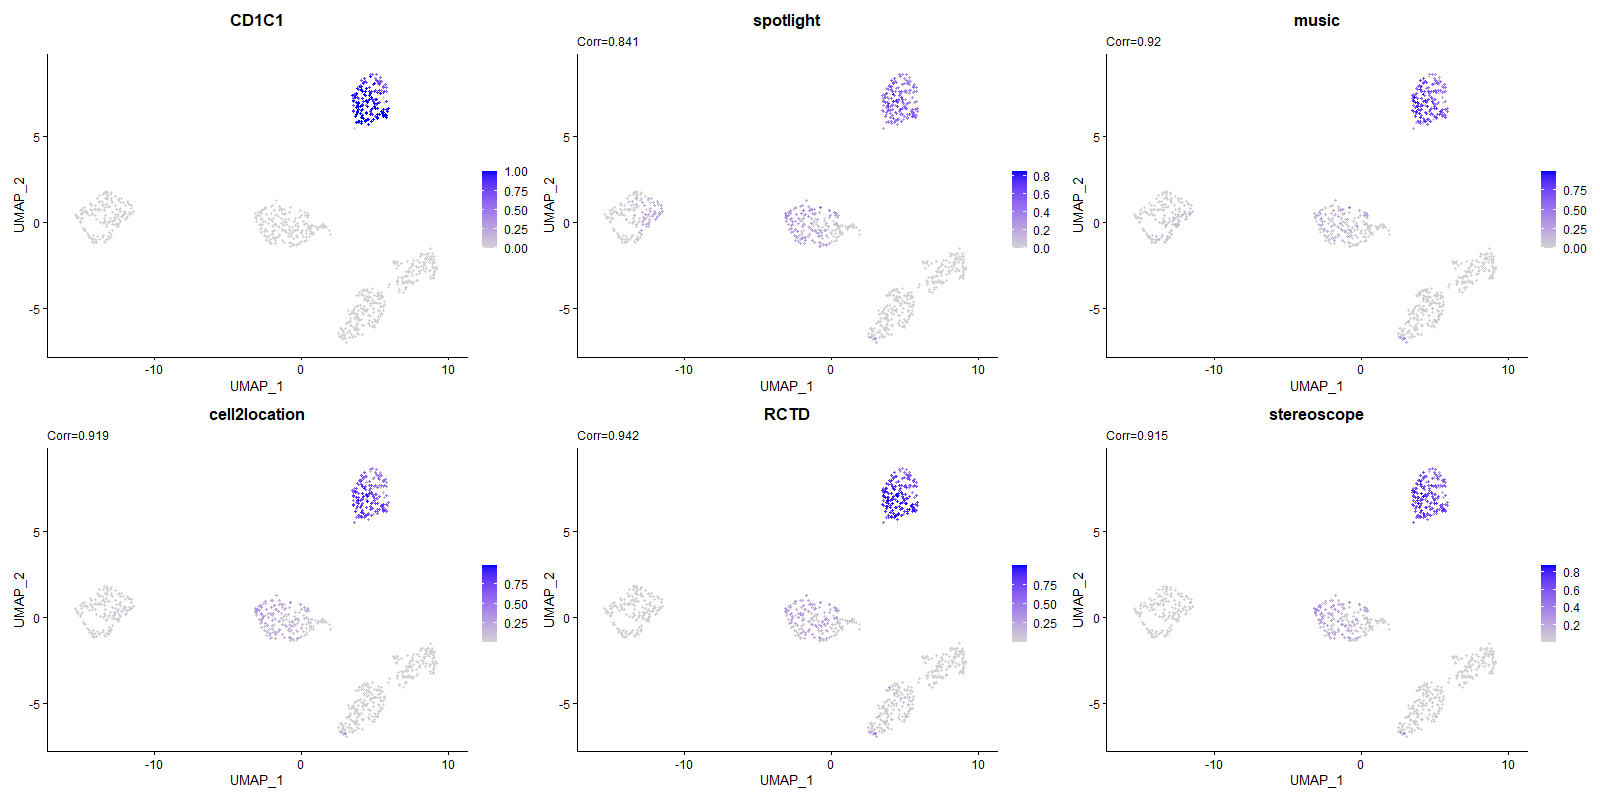 CD1C1
UMAP_2
5
0
-5
-10
0
10
UMAP_1
1.00
0.75
0.50
0.25
0.00
spotlight
Corr=0.841
UMAP_2
5
0
-5
-10
0
10
UMAP_1
0.8
0.6
0.4
0.2
0.0
music
Corr=0.92
UMAP_2
5
0
-5
-10
0
10
UMAP_1
0.75
0.50
0.25
0.00
cell2location
Corr=0.919
UMAP_2
5
0
-5
-10
0
10
UMAP_1
0.75
0.50
0.25
RCTD
Corr=0.942
UMAP_2
5
0
-5
-10
0
10
UMAP_1
0.75
0.50
0.25
stereoscope
Corr=0.915
UMAP_2
5
0
-5
-10
0
10
UMAP_1
0.8
0.6
0.4
0.2